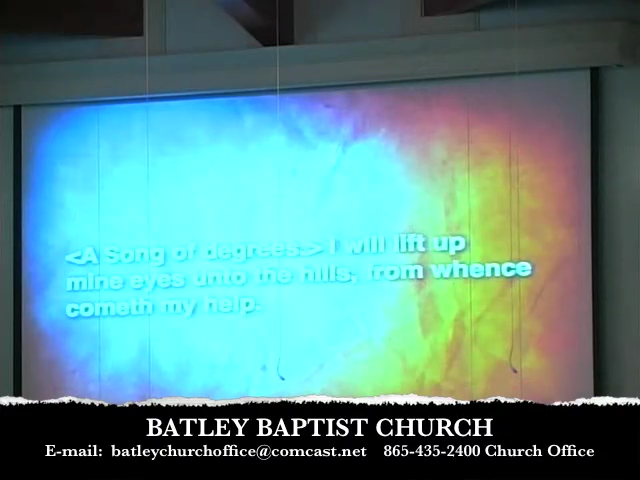 <A Song of degrees> I will lift up
mine eyes unto the hills, from whence
cometh my help.
BATLEY BAPTIST CHURCH
E-mail: batleychurchoffice@comcast.net 865-435-2400 Church Office